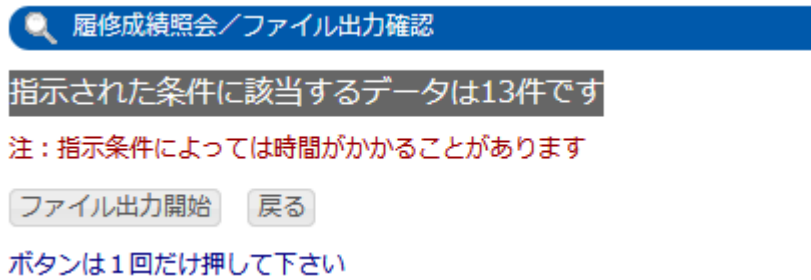 履修成績照会／ファイル出力確認
指示された条件に該当するデータは13件です
注：指示条件によっては時間がかかることがあります
ファイル出力開始 戻る
ボタンは１回だけ押して下さい